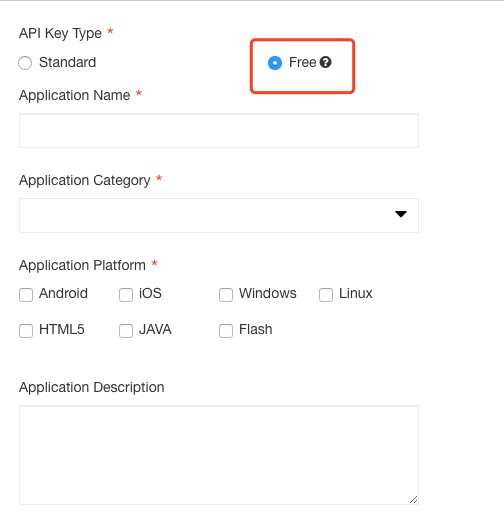 API Key Type *
Standard Free ?
Application Name *
Application Category *
Application Platform *
Android iOS Windows Linux
HTML5 JAVA Flash
Application Description